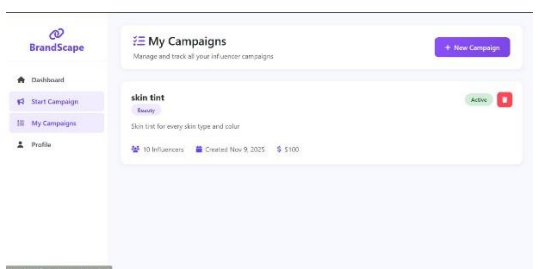 BrandScape
Dashboard
Start Campaign
My Campaigns
Profile
My Campaigns
Manage and track all your influencer campaigns
+ New Campaign
skin tint
Beauty
Active
Skin tint for every skin type and colur
10 Influencers Created Nov 9, 2025 $ $100